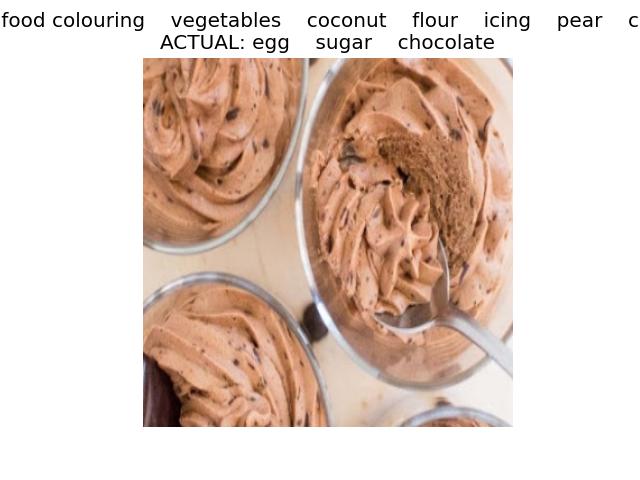 food colouring vegetables coconut flour icing pear c
ACTUAL: egg sugar chocolate